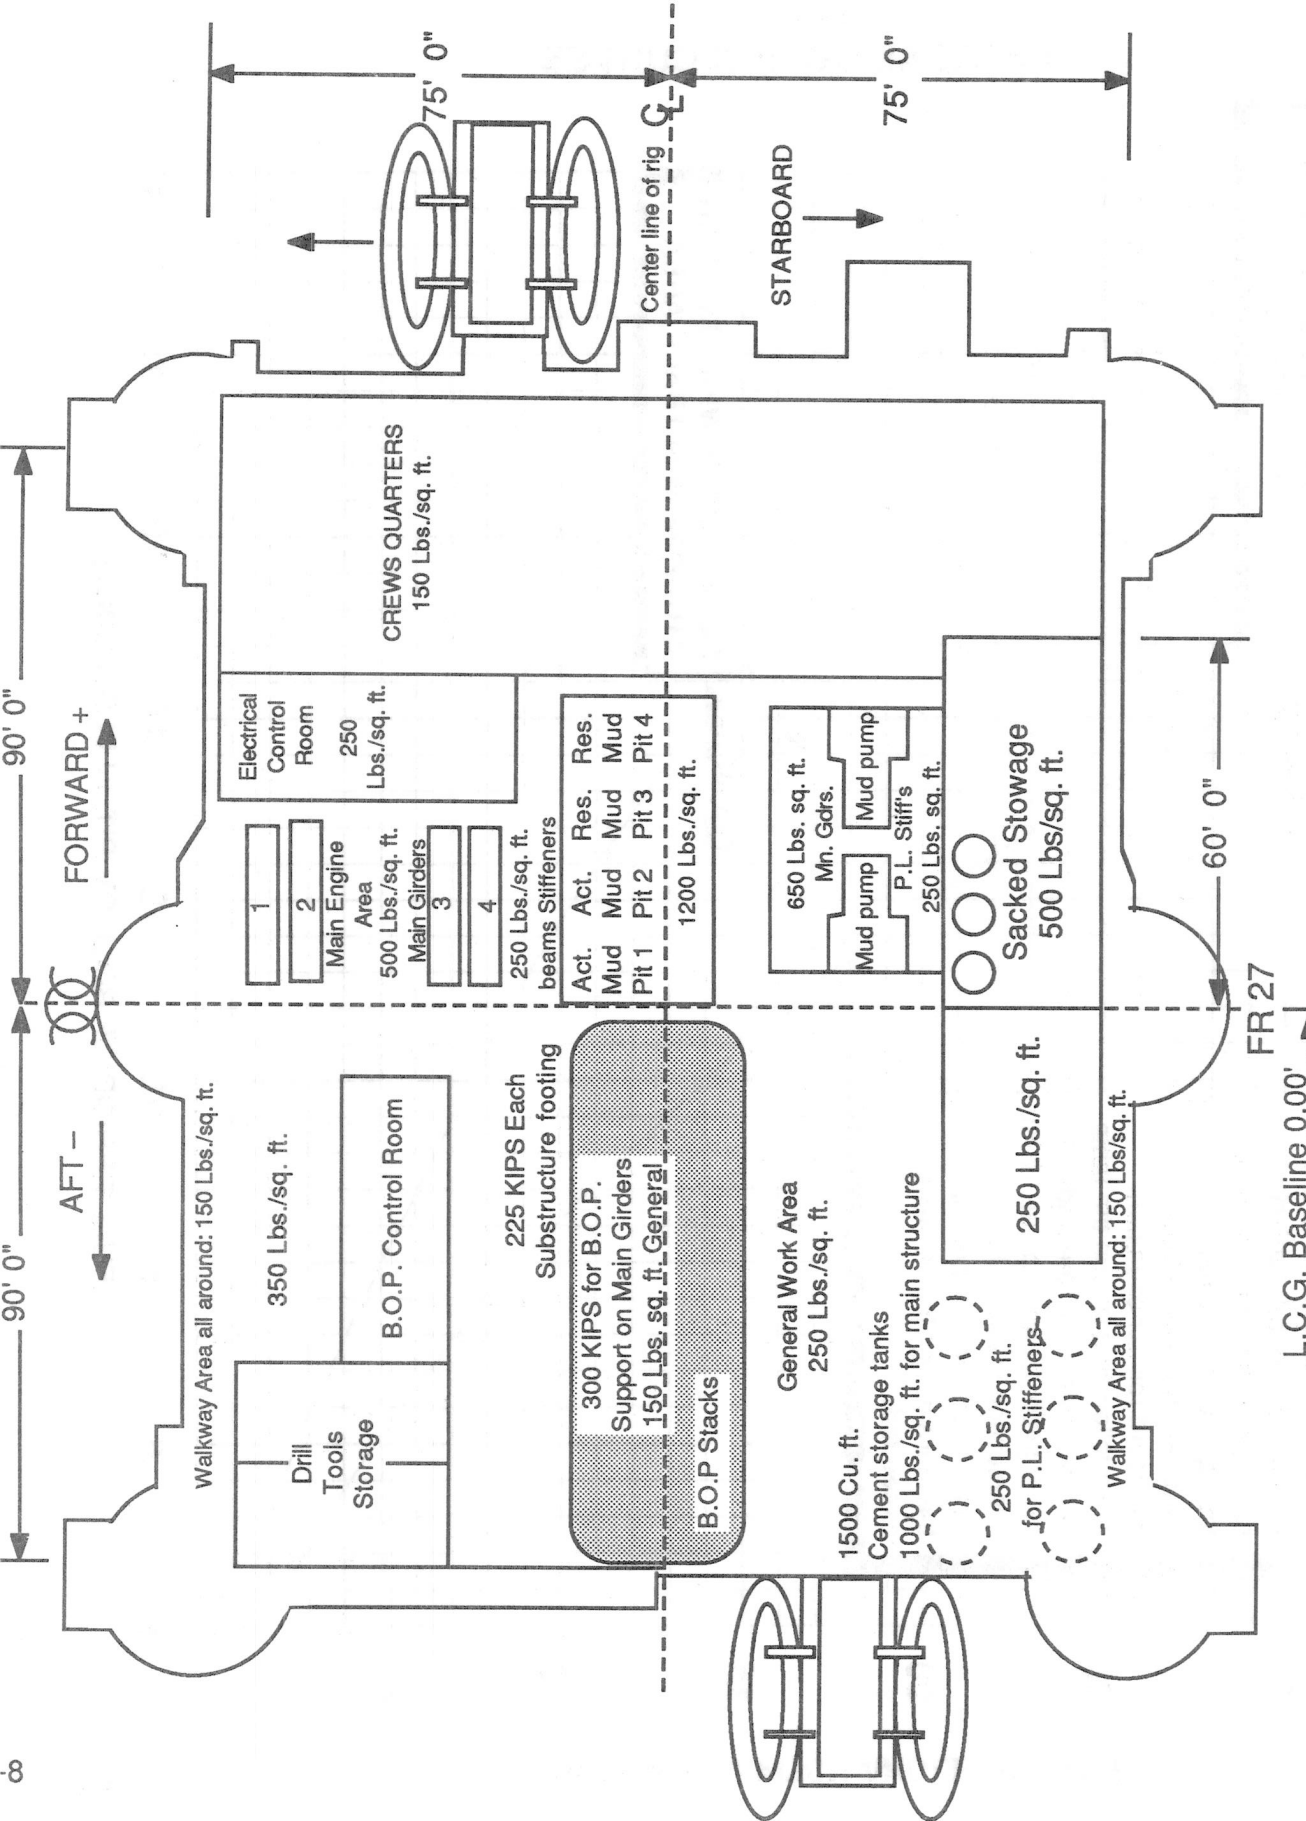 -8
90' 0"
90' 0"
AFT –
FORWARD +
75' 0"
75' 0"
Center line of rig
CL
STARBOARD
Walkway Area all around: 150 Lbs./sq. ft.
350 Lbs./sq. ft.
B.O.P. Control Room
Drill
Tools
Storage
225 KIPS Each
Substructure footing
300 KIPS for B.O.P.
Support on Main Girders
150 Lbs. sq. ft. General
B.O.P Stacks
General Work Area
250 Lbs./sq. ft.
1500 Cu. ft.
Cement storage tanks
1000 Lbs./sq. ft. for main structure
250 Lbs./sq. ft.
for P.L. Stiffeners
Walkway Area all around: 150 Lbs/sq. ft.
250 Lbs./sq. ft.
1
2
Main Engine
Area
500 Lbs./sq. ft.
Main Girders
3
4
250 Lbs./sq. ft.
beams Stiffeners
Electrical
Control
Room
250
Lbs./sq. ft.
CREWS QUARTERS
150 Lbs./sq. ft.
Act. Act. Res. Res.
Mud Mud Mud Mud
Pit 1 Pit 2 Pit 3 Pit 4
1200 Lbs./sq. ft.
650 Lbs. sq. ft.
Mn. Gdrs.
Mud pump
Mud pump
P.L. Stiff's
250 Lbs. sq. ft.
Sacked Stowage
500 Lbs/sq. ft.
60' 0"
FR 27
L.C.G. Baseline 0.00'